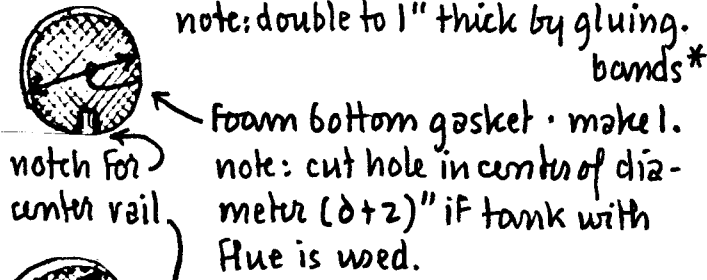 note: double to 1" thick by gluing.
bands*
foam bottom gasket · make 1.
notch for
note: cut hole in center of dia-
center rail.
meter (d+2)" if tank with
flue is used.